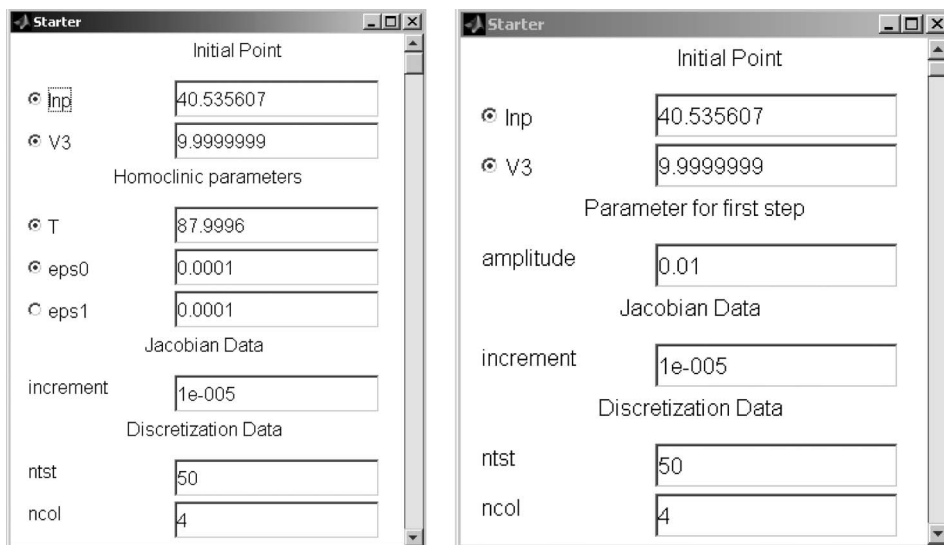 Starter
Initial Point
Inp 40.535607
V3 9.9999999
Homoclinic parameters
T 87.9996
eps0 0.0001
eps1 0.0001
Jacobian Data
increment 1e-005
Discretization Data
ntst 50
ncol 4
Starter
Initial Point
Inp 40.535607
V3 9.9999999
Parameter for first step
amplitude 0.01
Jacobian Data
increment 1e-005
Discretization Data
ntst 50
ncol 4